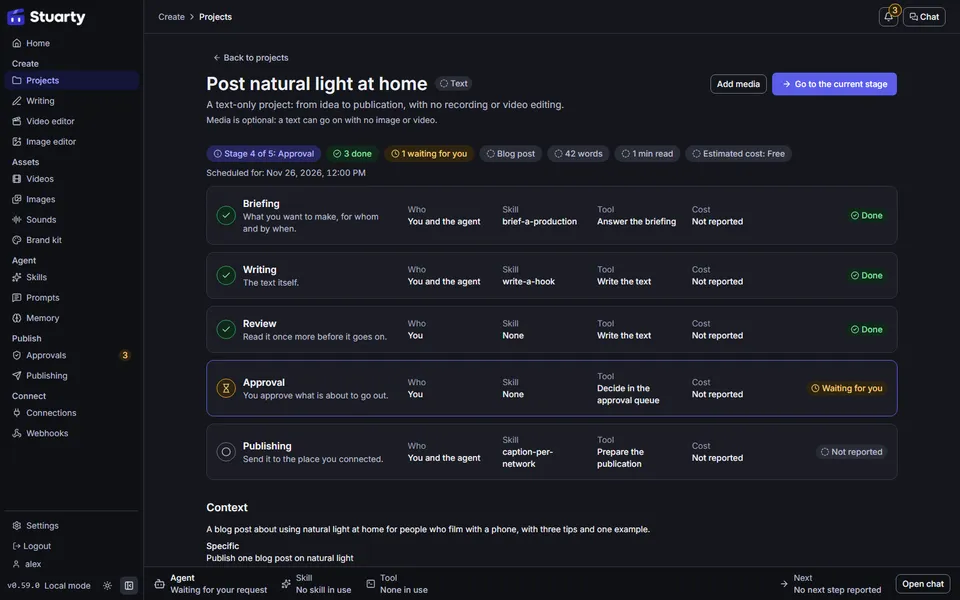 Stuarty
Create > Projects
3
Chat
Home
Create
Projects
Writing
Video editor
Image editor
Assets
Videos
Images
Sounds
Brand kit
Agent
Skills
Prompts
Memory
Publish
Approvals 3
Publishing
Connect
Connections
Webhooks
Settings
Logout
alex
v0.59.0 Local mode
← Back to projects
Post natural light at home Text
Add media
→ Go to the current stage
A text-only project: from idea to publication, with no recording or video editing.
Media is optional: a text can go on with no image or video.
Stage 4 of 5: Approval 3 done 1 waiting for you Blog post 42 words 1 min read Estimated cost: Free
Scheduled for: Nov 26, 2026, 12:00 PM
Briefing
What you want to make, for whom
and by when.
Who
You and the agent
Skill
brief-a-production
Tool
Answer the briefing
Cost
Not reported
Done
Writing
The text itself.
Who
You and the agent
Skill
write-a-hook
Tool
Write the text
Cost
Not reported
Done
Review
Read it once more before it goes on.
Who
You
Skill
None
Tool
Write the text
Cost
Not reported
Done
Approval
You approve what is about to go out.
Who
You
Skill
None
Tool
Decide in the
approval queue
Cost
Not reported
Waiting for you
Publishing
Send it to the place you connected.
Who
You and the agent
Skill
caption-per-
network
Tool
Prepare the
publication
Cost
Not reported
Not reported
Context
A blog post about using natural light at home for people who film with a phone, with three tips and one example.
Specific
Publish one blog post on natural light
Agent
Waiting for your request
Skill
No skill in use
Tool
None in use
→ Next
No next step reported
Open chat